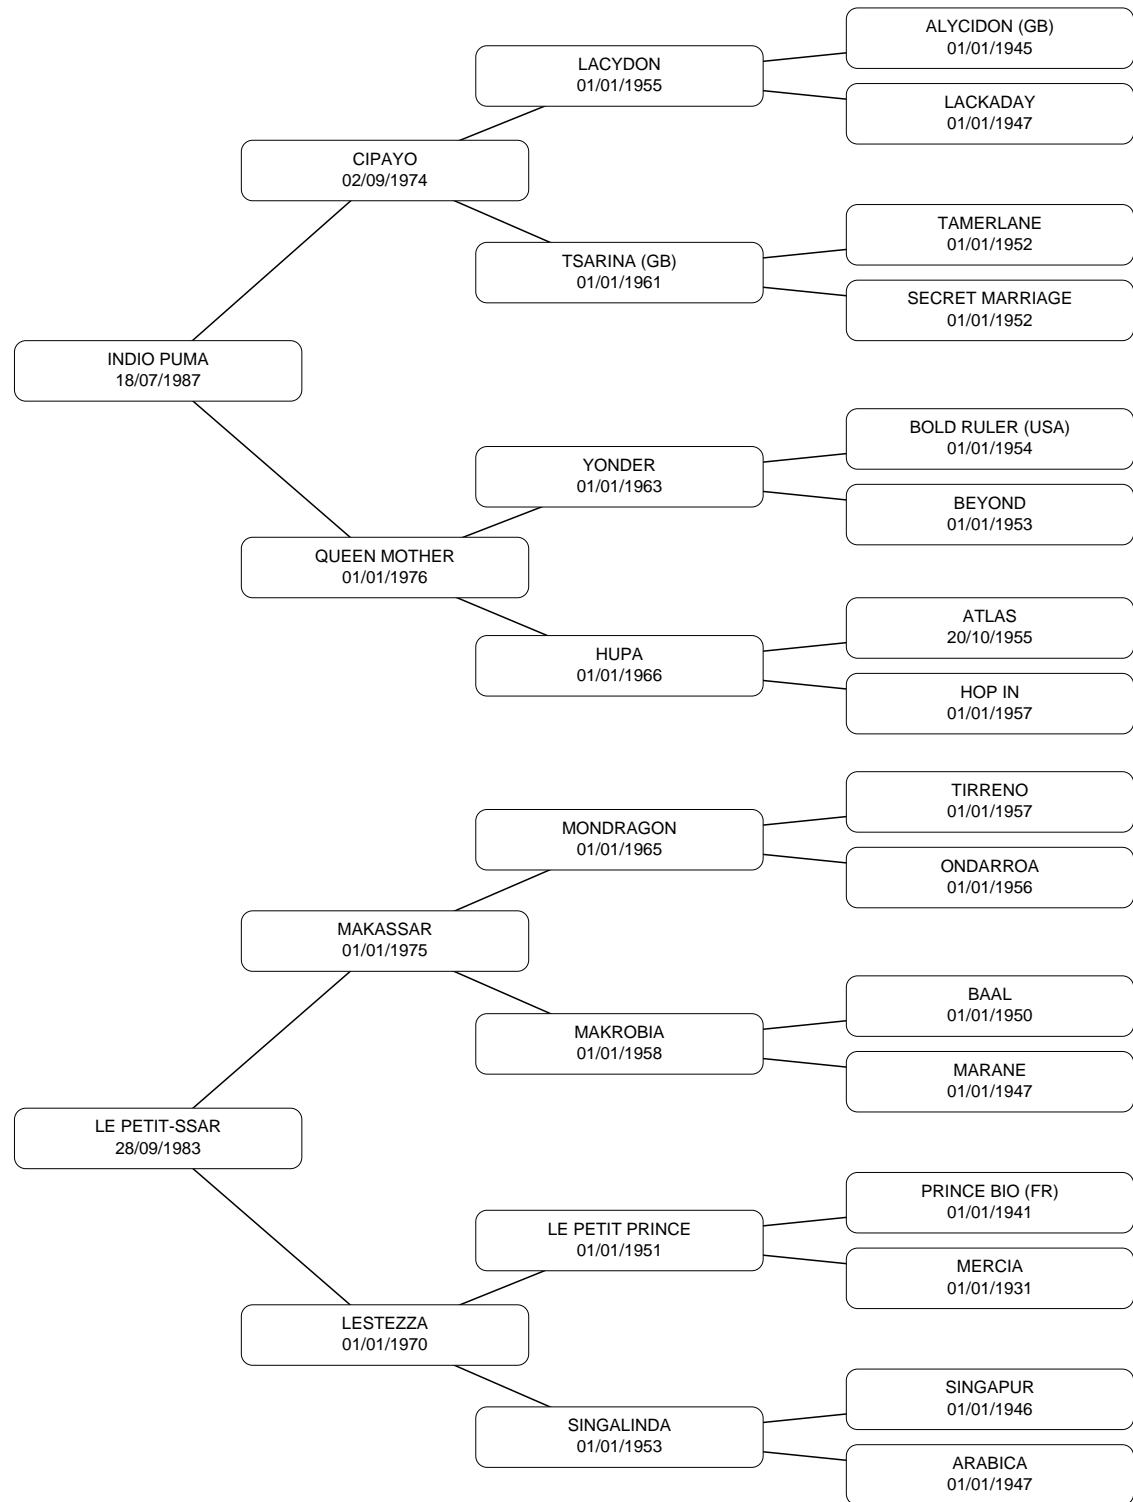 ALYCIDON (GB)
01/01/1945
LACYDON
01/01/1955
LACKADAY
01/01/1947
CIPAYO
02/09/1974
TAMERLANE
01/01/1952
TSARINA (GB)
01/01/1961
SECRET MARRIAGE
01/01/1952
INDIO PUMA
18/07/1987
BOLD RULER (USA)
01/01/1954
YONDER
01/01/1963
BEYOND
01/01/1953
QUEEN MOTHER
01/01/1976
ATLAS
20/10/1955
HUPA
01/01/1966
HOP IN
01/01/1957
TIRRENO
01/01/1957
MONDRAGON
01/01/1965
ONDARROA
01/01/1956
MAKASSAR
01/01/1975
BAAL
01/01/1950
MAKROBIA
01/01/1958
MARANE
01/01/1947
LE PETIT-SSAR
28/09/1983
PRINCE BIO (FR)
01/01/1941
LE PETIT PRINCE
01/01/1951
MERCIA
01/01/1931
LESTEZZA
01/01/1970
SINGAPUR
01/01/1946
SINGALINDA
01/01/1953
ARABICA
01/01/1947